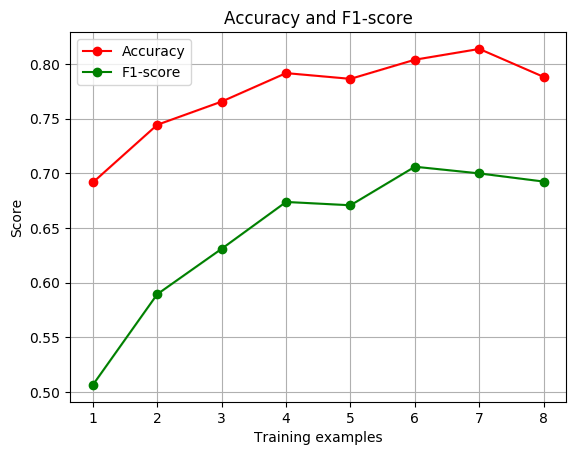 Accuracy and F1-score
Accuracy
F1-score
0.80
0.75
0.70
0.65
0.60
0.55
0.50
Score
1 2 3 4 5 6 7 8
Training examples